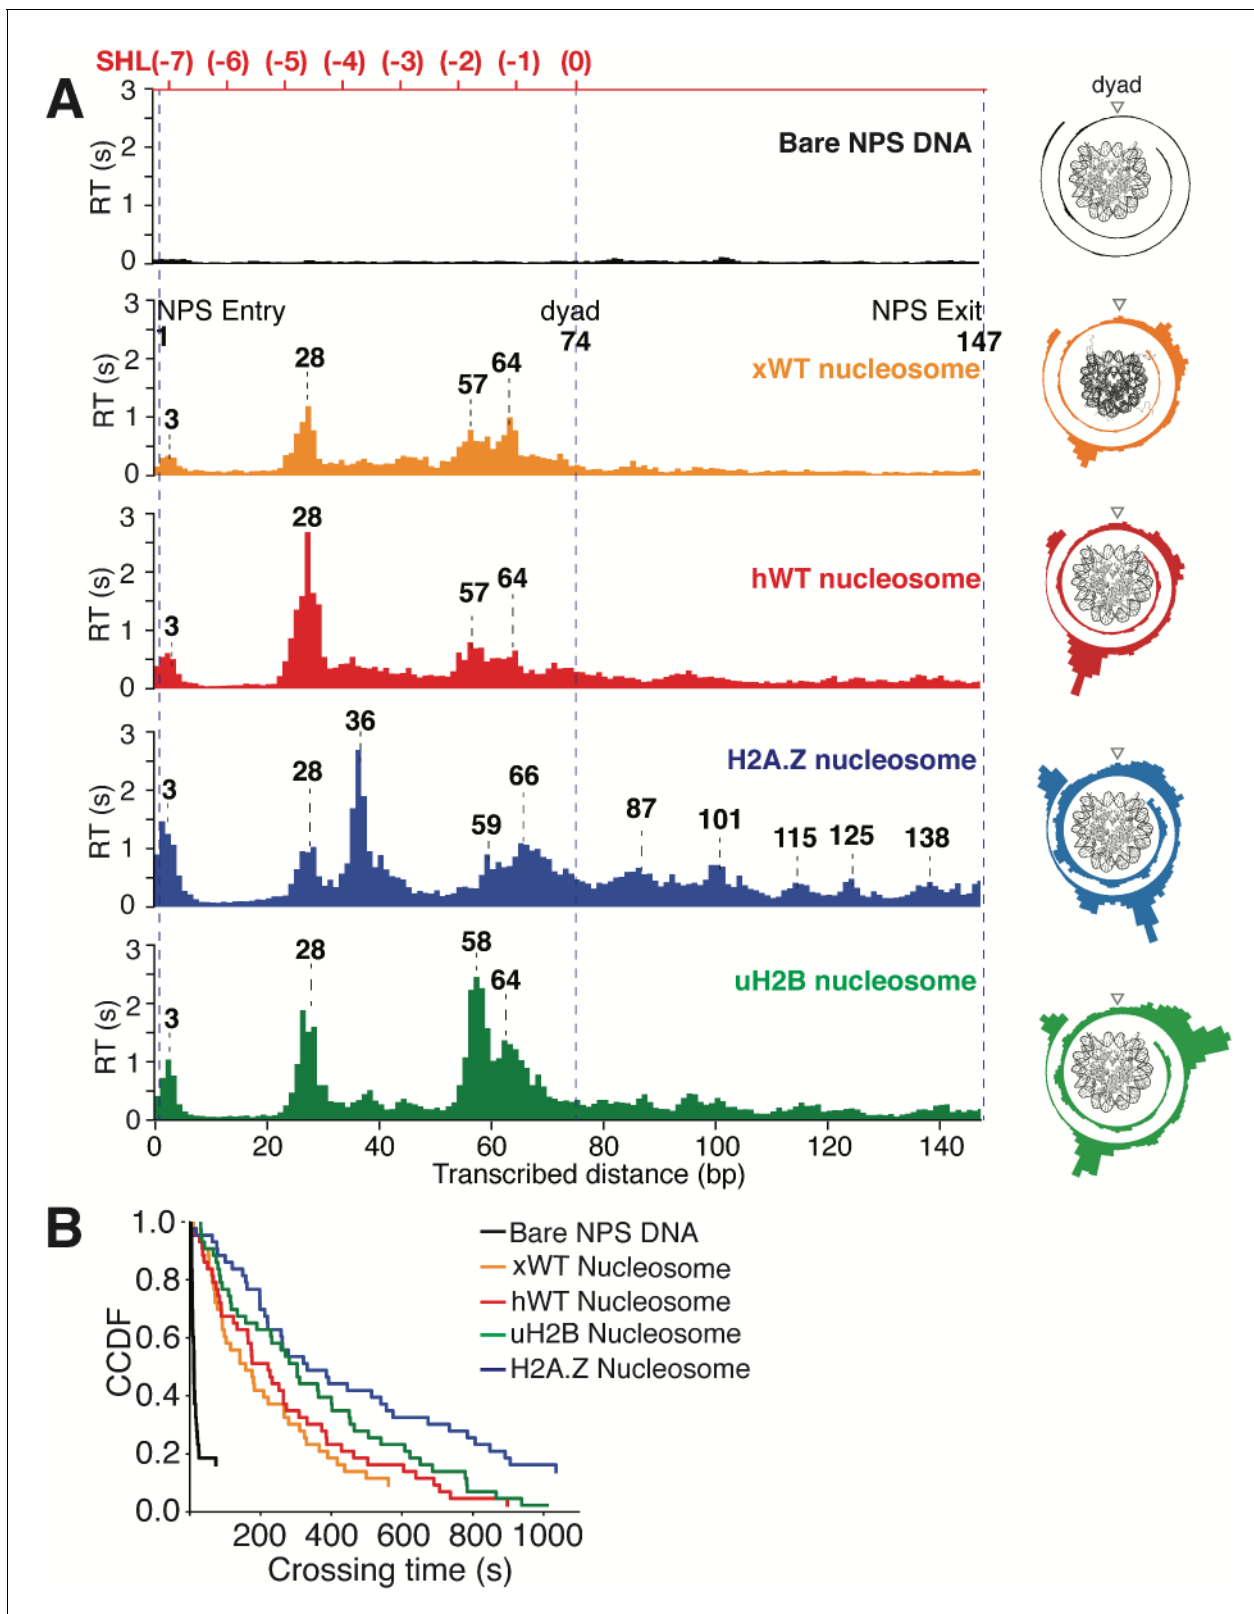 SHL(-7) (-6) (-5) (-4) (-3) (-2) (-1) (0)
A
dyad
3
2
1
0
RT (s)
Bare NPS DNA
3
2
1
0
RT (s)
NPS Entry
1
dyad
74
NPS Exit
147
xWT nucleosome
3
28
57
64
3
2
1
0
RT (s)
hWT nucleosome
3
28
57
64
3
2
1
0
RT (s)
H2A.Z nucleosome
3
28
36
59
66
87
101
115
125
138
3
2
1
0
RT (s)
uH2B nucleosome
3
28
58
64
0 20 40 60 80 100 120 140
Transcribed distance (bp)
B
1.0
0.8
0.6
0.4
0.2
0.0
CCDF
Bare NPS DNA
xWT Nucleosome
hWT Nucleosome
uH2B Nucleosome
H2A.Z Nucleosome
200 400 600 800 1000
Crossing time (s)